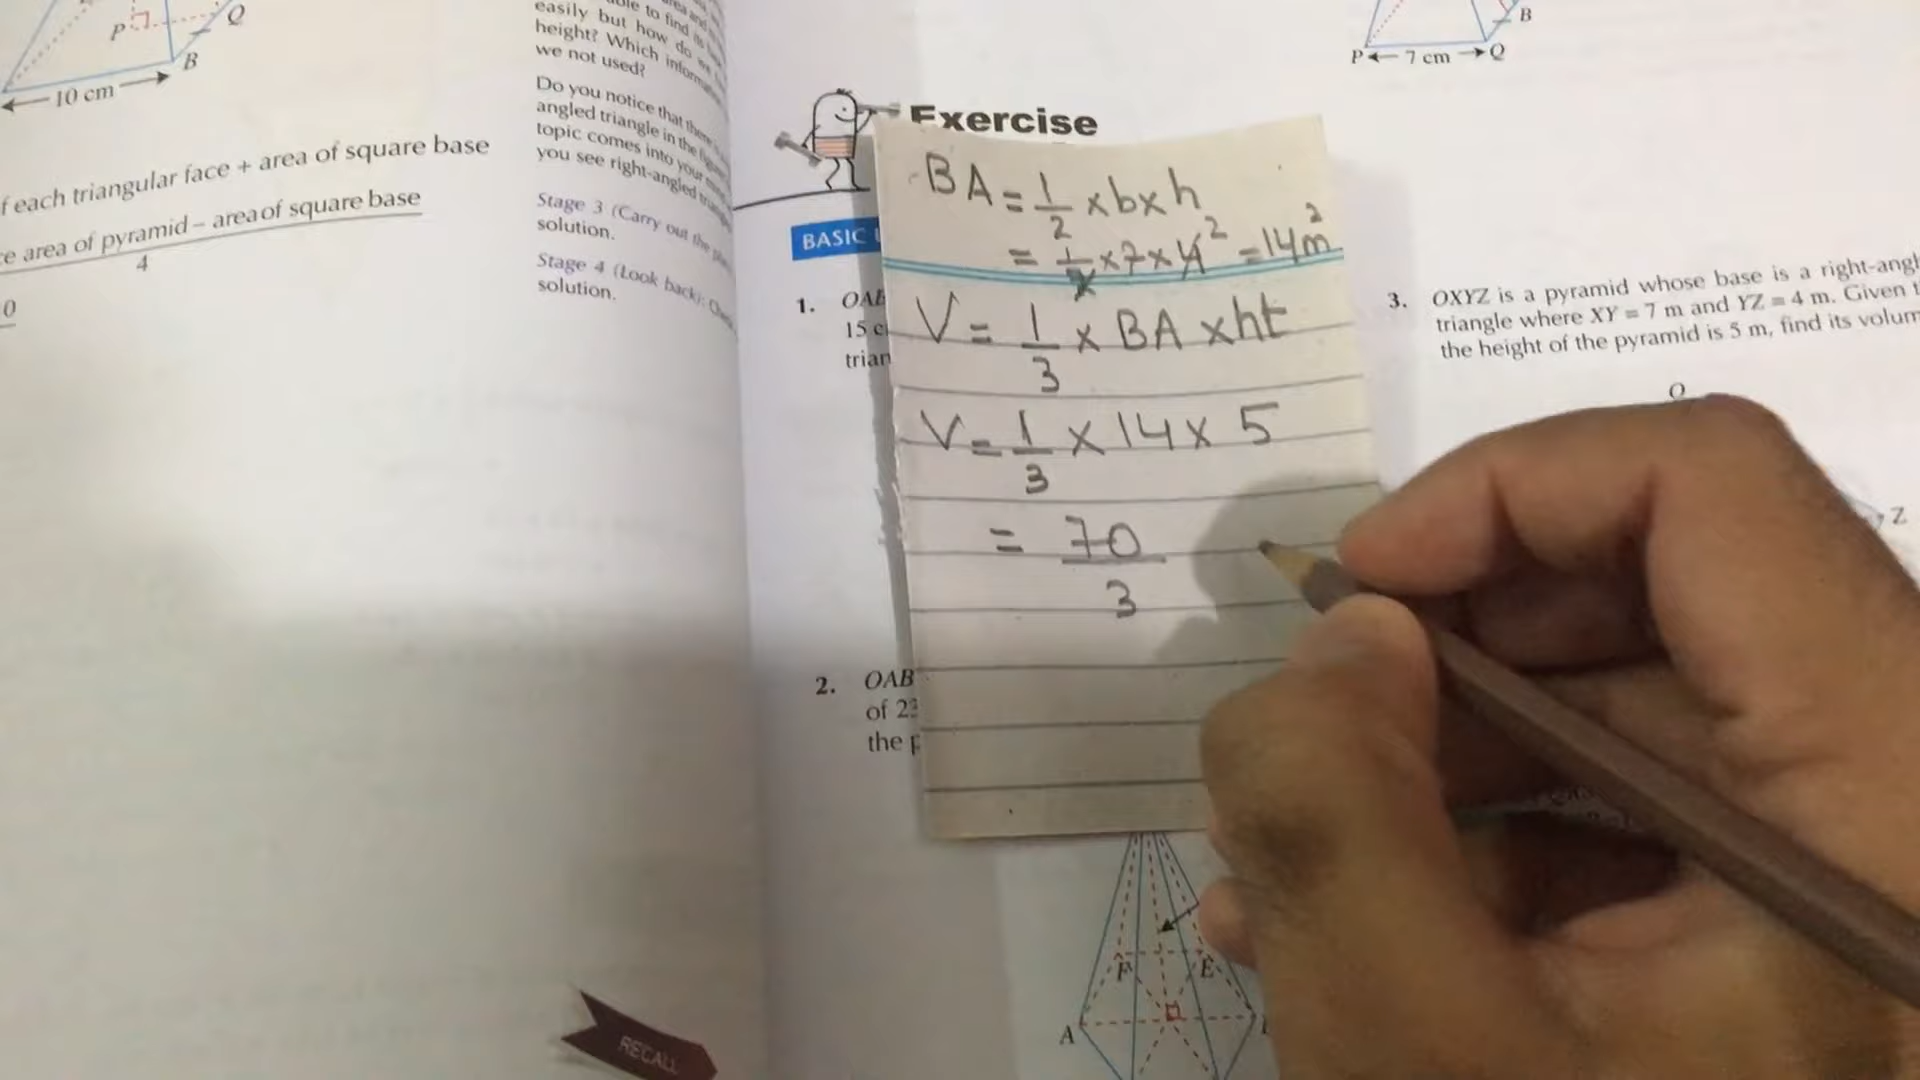 P
Q
B
10 cm
f each triangular face + area of square base
e area of pyramid – area of square base
4
0
easily but how do we
height? Which
we not used?
Do you notice that there
angled triangle in the
topic comes into your
you see right-angled
Stage 3 (Carry out the
solution.
Stage 4 (Look back):
solution.
RECALL
B
P
7 cm
Q
Exercise
BASIC
1. OAB
15 c
trian
2. OAB
of 23
the p
BA = 1/2 × b × h
= 1/2 × 7 × 4 2 = 14m²
V = 1/3 × BA × ht
V = 1/3 × 14 × 5
= 70/3
3. OXYZ is a pyramid whose base is a right-angl
triangle where XY = 7 m and YZ = 4 m. Given t
the height of the pyramid is 5 m, find its volum
O
Z
F
E
A